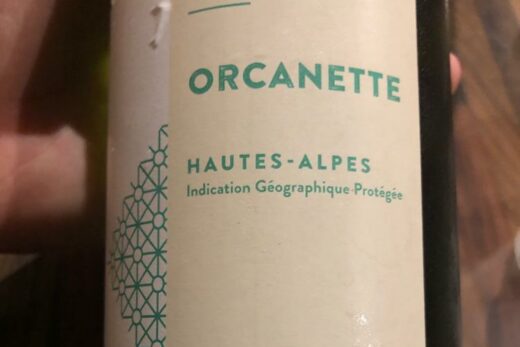 ORCANETTE
HAUTES-ALPES
Indication Géographique Protégée